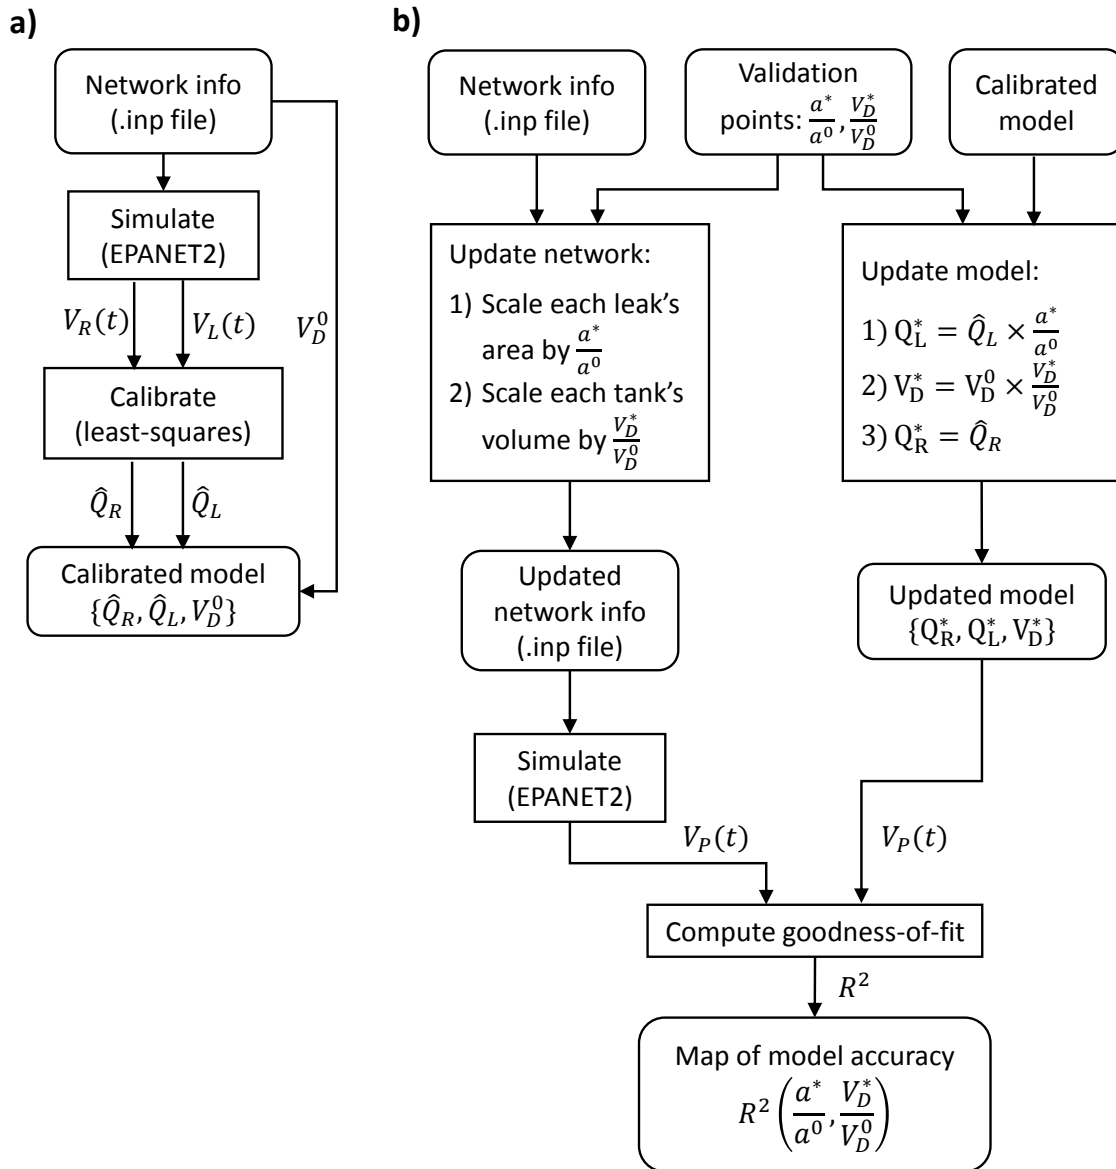 a)
Network info
(.inp file)
Simulate
(EPANET2)
V_R(t)
V_L(t)
V_D^0
Calibrate
(least-squares)
Q̂_R
Q̂_L
Calibrated model
{Q̂_R, Q̂_L, V_D^0}
b)
Network info
(.inp file)
Validation
points: a^*/a^0, V_D^*/V_D^0
Calibrated
model
Update network:
1) Scale each leak’s
area by a^*/a^0
2) Scale each tank’s
volume by V_D^*/V_D^0
Update model:
1) Q_L^* = Q̂_L × a^*/a^0
2) V_D^* = V_D^0 × V_D^*/V_D^0
3) Q_R^* = Q̂_R
Updated
network info
(.inp file)
Updated model
{Q_R^*, Q_L^*, V_D^*}
Simulate
(EPANET2)
V_P(t)
V_P(t)
Compute goodness-of-fit
R^2
Map of model accuracy
R^2 (a^*/a^0, V_D^*/V_D^0)